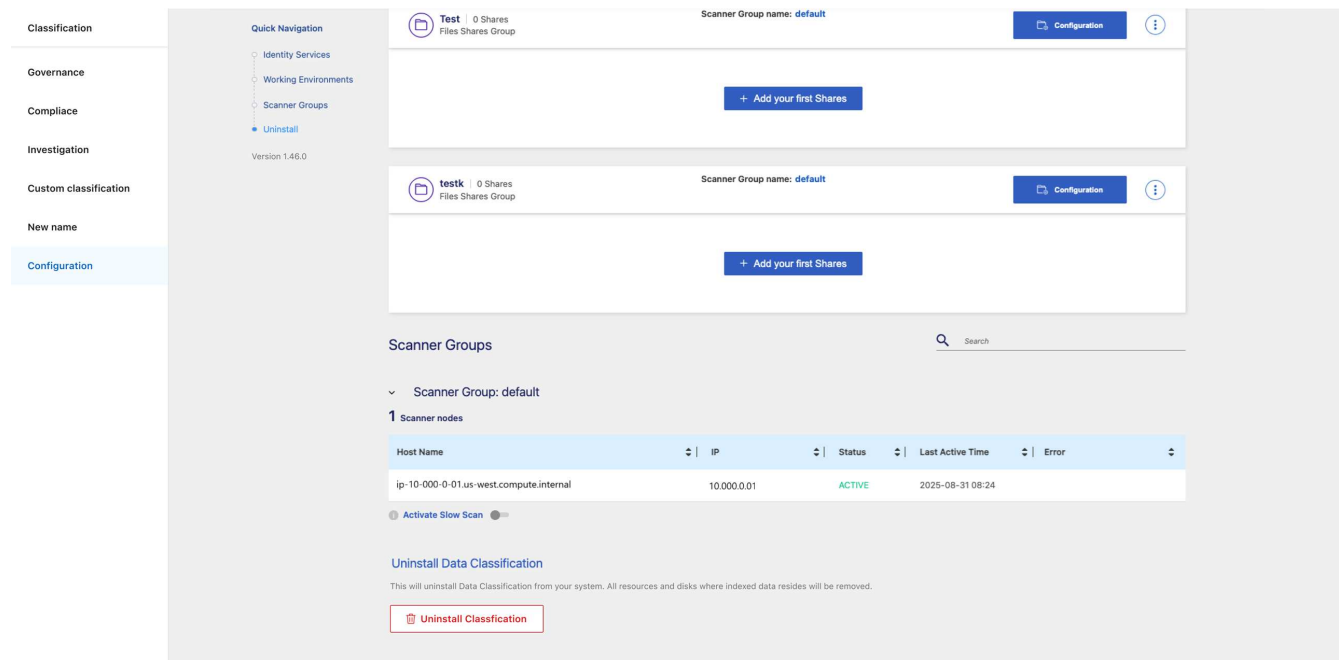 Classification
Governance
Compliace
Investigation
Custom classification
New name
Configuration
Quick Navigation
Identity Services
Working Environments
Scanner Groups
Uninstall
Version 1.46.0
Test | 0 Shares
Files Shares Group
Scanner Group name: default
Configuration
+ Add your first Shares
testk | 0 Shares
Files Shares Group
Scanner Group name: default
Configuration
+ Add your first Shares
Scanner Groups
Search
Scanner Group: default
1 Scanner nodes
Host Name IP Status Last Active Time Error
ip-10-000-0-01.us-west.compute.internal 10.000.0.01 ACTIVE 2025-08-31 08:24
Activate Slow Scan
Uninstall Data Classification
This will uninstall Data Classification from your system. All resources and disks where indexed data resides will be removed.
Uninstall Classfication